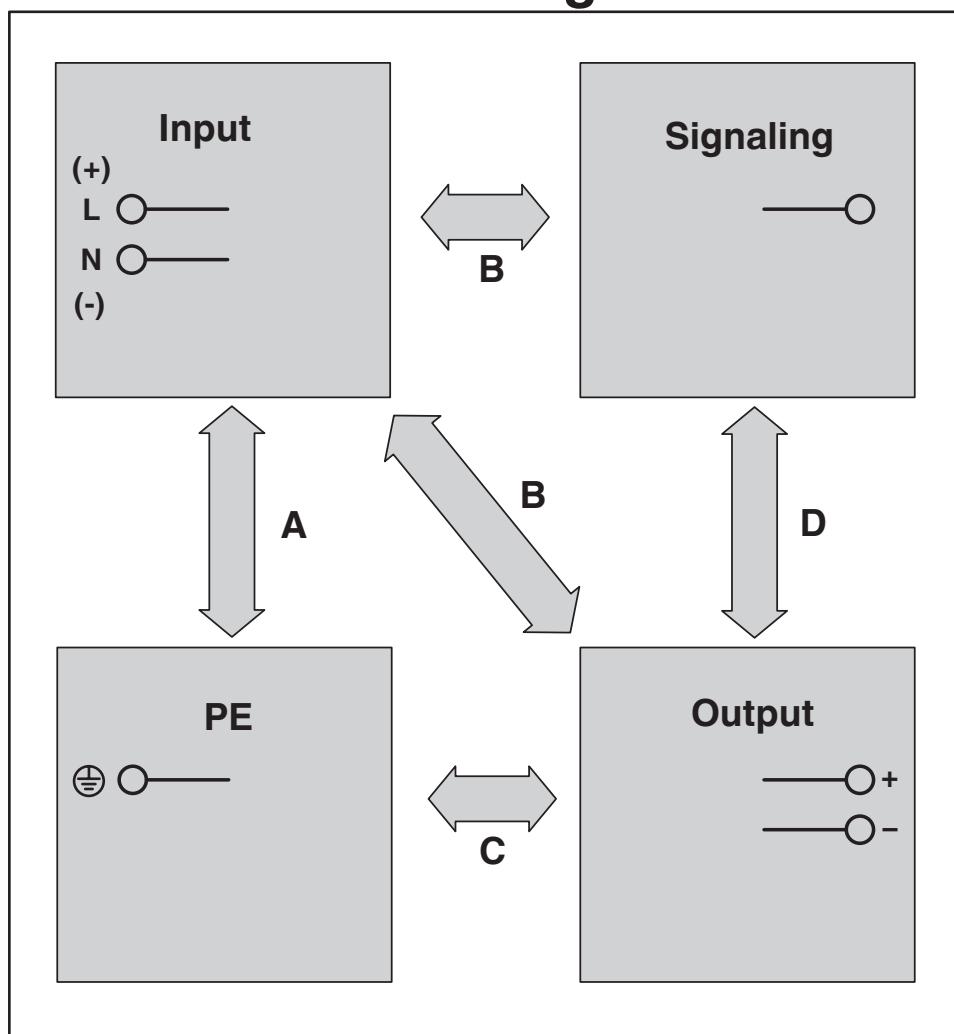 g
Input
(+)
L
N
(-)
Signaling
B
A
B
D
PE
Output
+
–
C